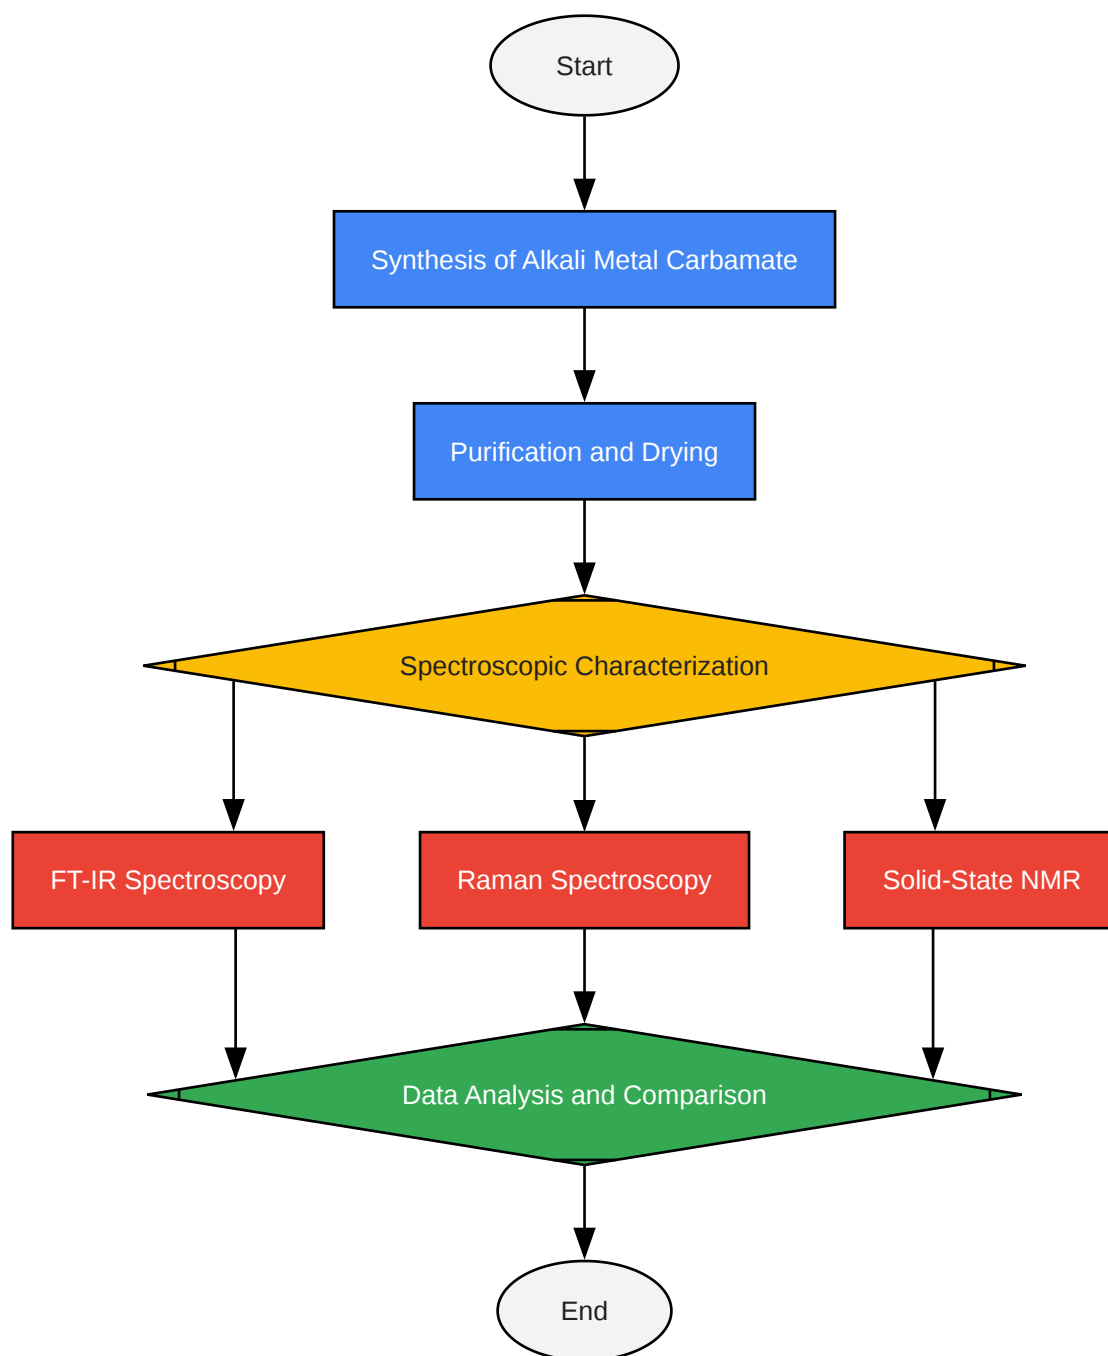 Start
Synthesis of Alkali Metal Carbamate
Purification and Drying
Spectroscopic Characterization
FT-IR Spectroscopy
Raman Spectroscopy
Solid-State NMR
Data Analysis and Comparison
End